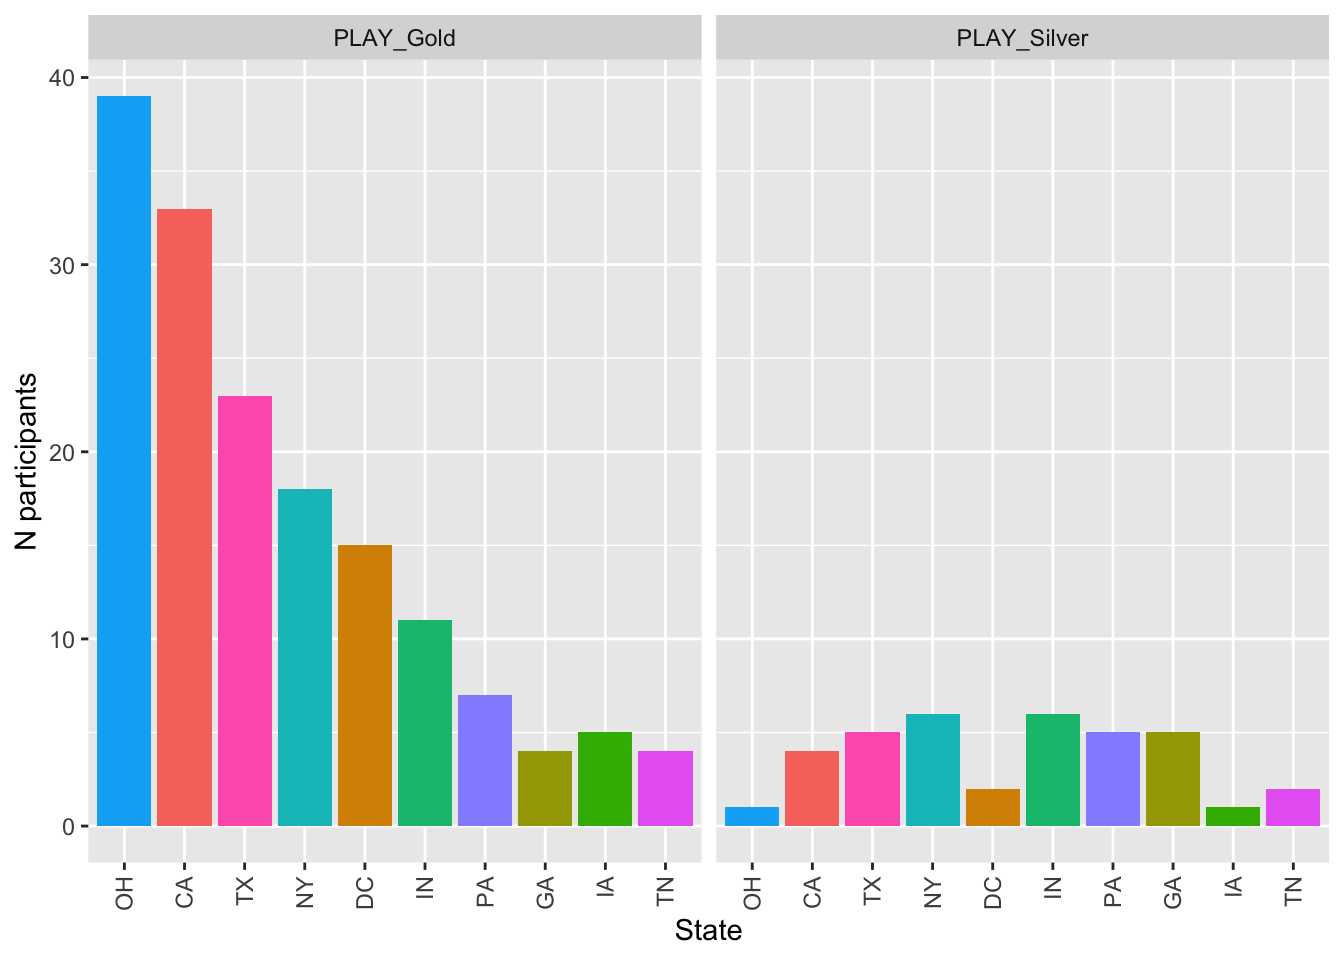 PLAY_Gold
PLAY_Silver
N participants
40
30
20
10
0
OH CA TX NY DC IN PA GA IA TN
OH CA TX NY DC IN PA GA IA TN
State